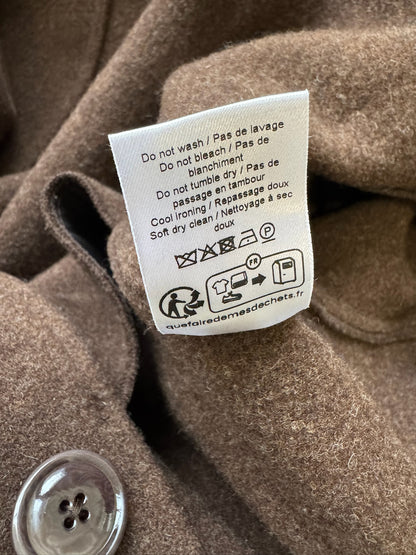 Do not wash / Pas de lavage
Do not bleach / Pas de
blanchiment
Do not tumble dry / Pas de
passage en tambour
Cool ironing / Repassage doux
Soft dry clean / Nettoyage à sec
doux
P
FR
quefairedemesdechets.fr